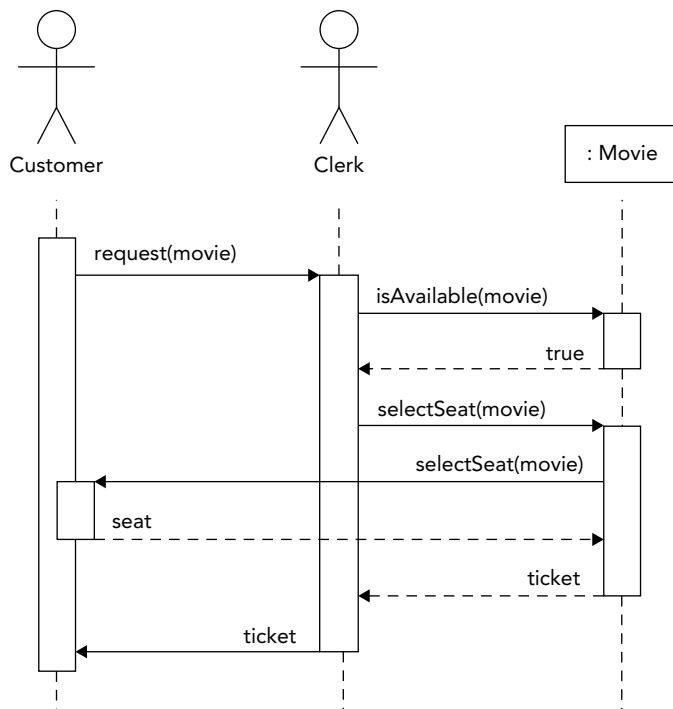 Customer
Clerk
: Movie
request(movie)
isAvailable(movie)
true
selectSeat(movie)
selectSeat(movie)
seat
ticket
ticket